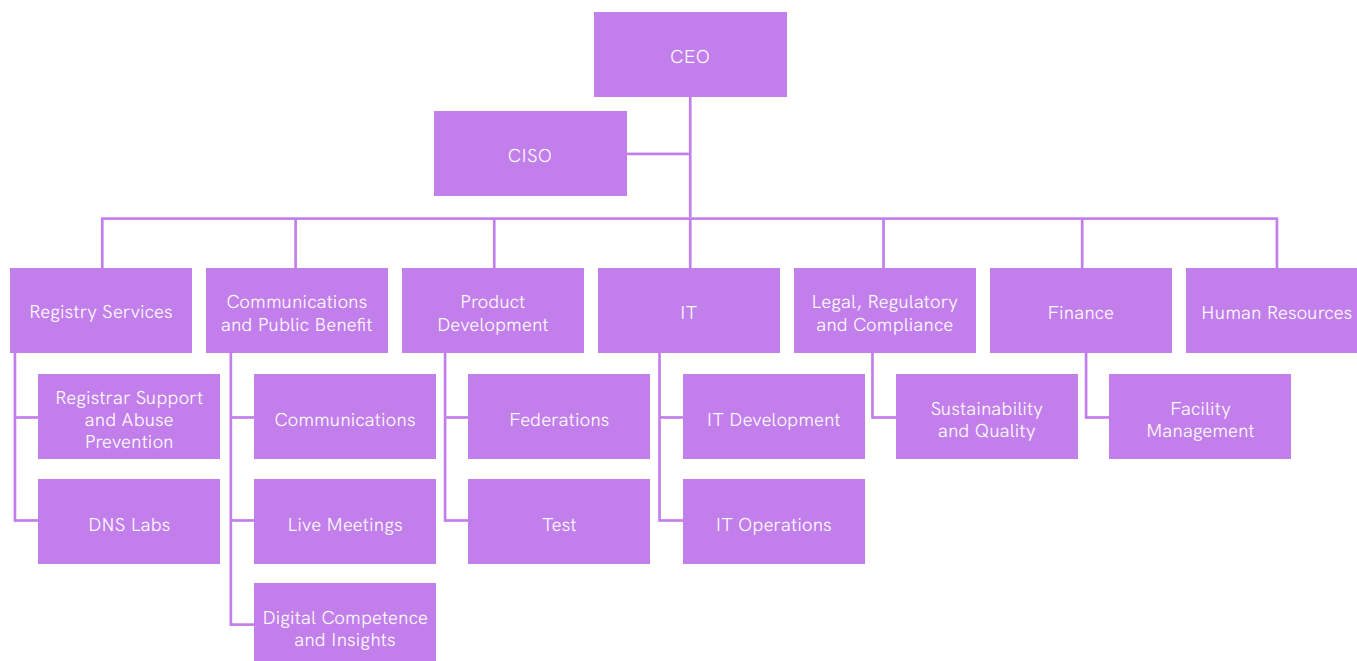 CEO
CISO
Registry Services
Communications
and Public Benefit
Product
Development
IT
Legal, Regulatory
and Compliance
Finance
Human Resources
Registrar Support
and Abuse
Prevention
Communications
Federations
IT Development
Sustainability
and Quality
Facility
Management
DNS Labs
Live Meetings
Test
IT Operations
Digital Competence
and Insights